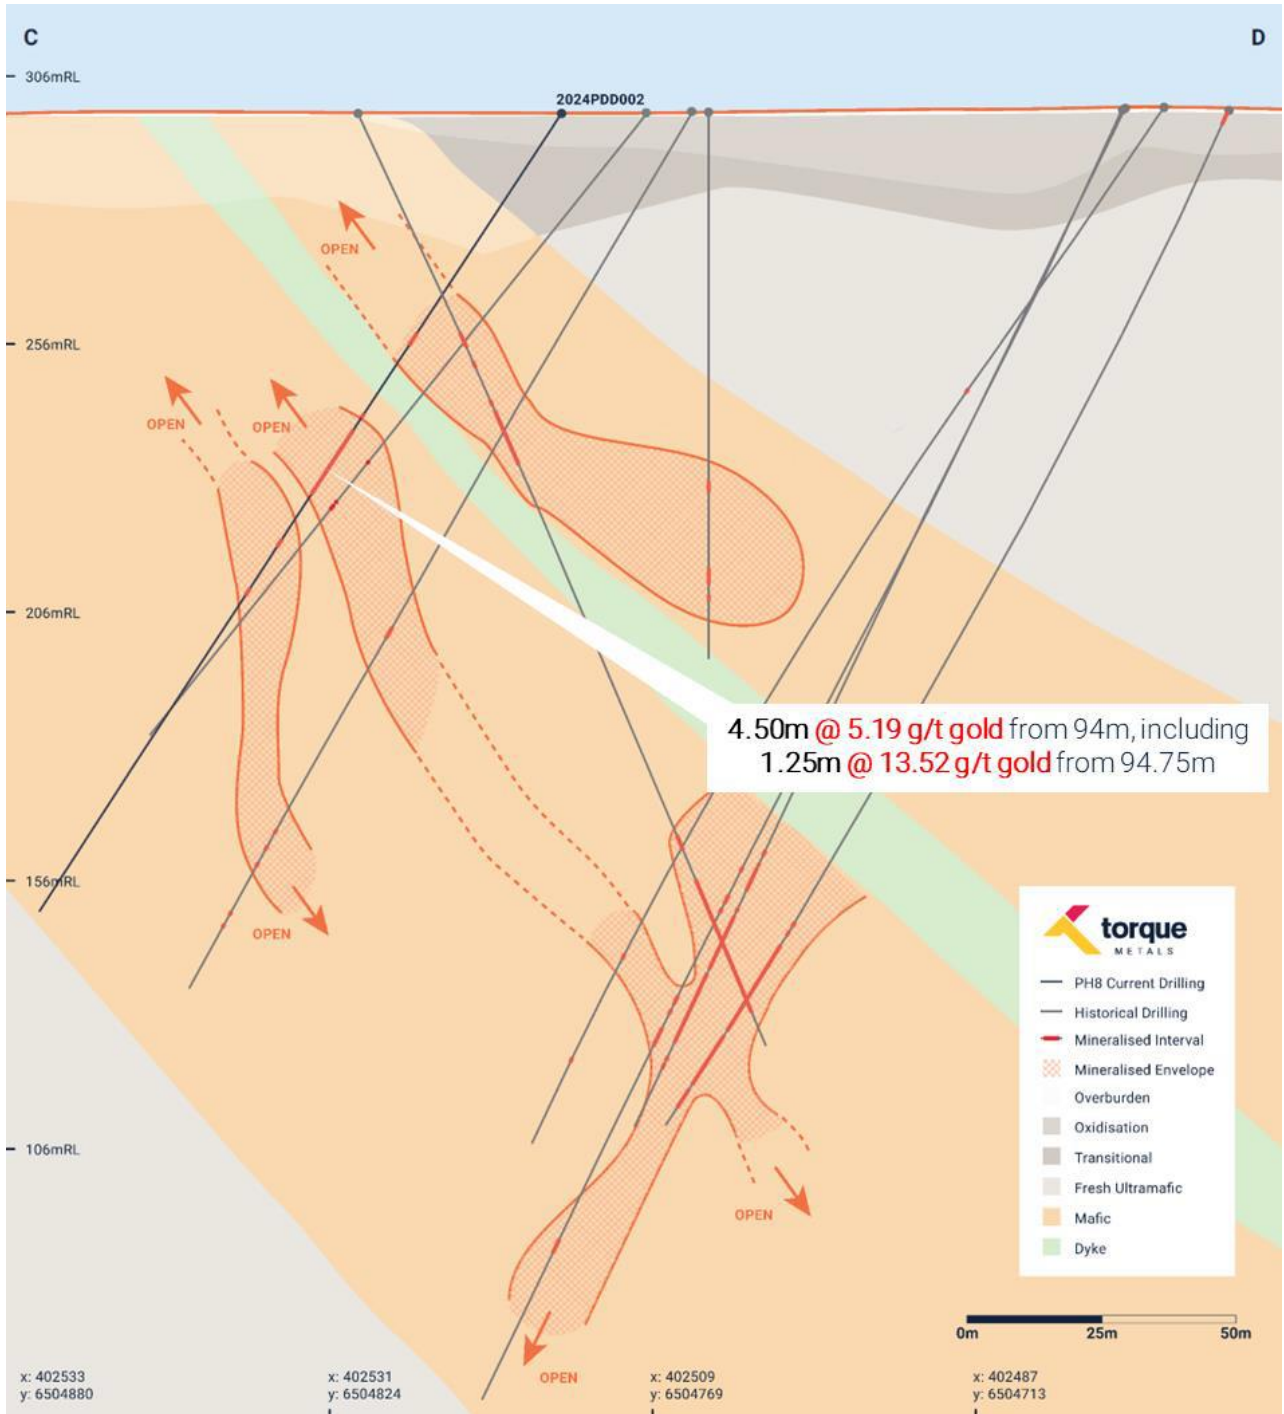 C
D
306mRL
2024PDD002
OPEN
256mRL
OPEN
OPEN
206mRL
4.50m @ 5.19 g/t gold from 94m, including
1.25m @ 13.52 g/t gold from 94.75m
156mRL
OPEN
torque
METALS
PH8 Current Drilling
Historical Drilling
Mineralised Interval
Mineralised Envelope
Overburden
Oxidisation
Transitional
Fresh Ultramafic
Mafic
Dyke
106mRL
OPEN
0m
25m
50m
OPEN
x: 402533
y: 6504880
x: 402531
y: 6504824
x: 402509
y: 6504769
x: 402487
y: 6504713